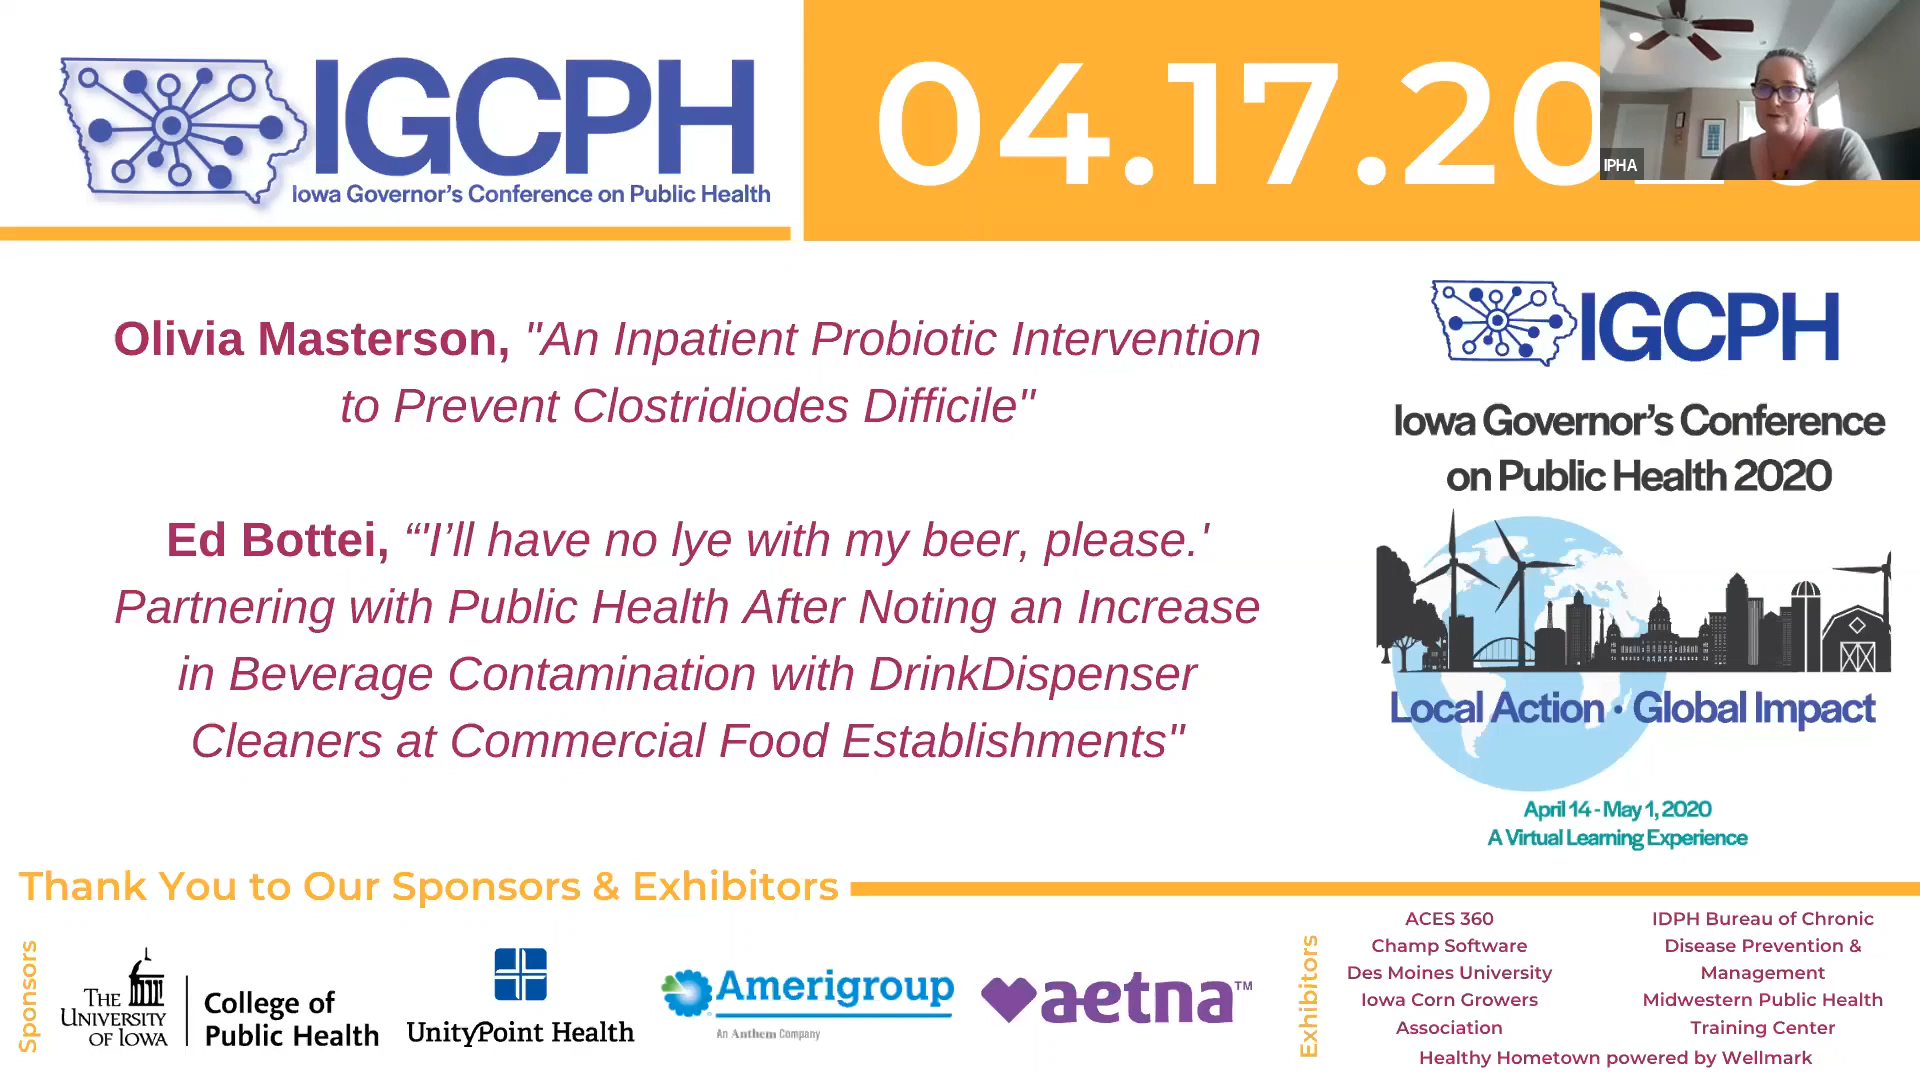 IGCPH
Iowa Governor's Conference on Public Health
04.17.20
IPHA
Olivia Masterson, "An Inpatient Probiotic Intervention
to Prevent Clostridiodes Difficile"
Ed Bottei, “'I’ll have no lye with my beer, please.'
Partnering with Public Health After Noting an Increase
in Beverage Contamination with DrinkDispenser
Cleaners at Commercial Food Establishments"
IGCPH
Iowa Governor's Conference
on Public Health 2020
Local Action · Global Impact
April 14 - May 1, 2020
A Virtual Learning Experience
Thank You to Our Sponsors & Exhibitors
Sponsors
THE
UNIVERSITY
OF IOWA
College of
Public Health
UnityPoint Health
Amerigroup
An Anthem Company
aetna™
Exhibitors
ACES 360
Champ Software
Des Moines University
Iowa Corn Growers
Association
IDPH Bureau of Chronic
Disease Prevention &
Management
Midwestern Public Health
Training Center
Healthy Hometown powered by Wellmark